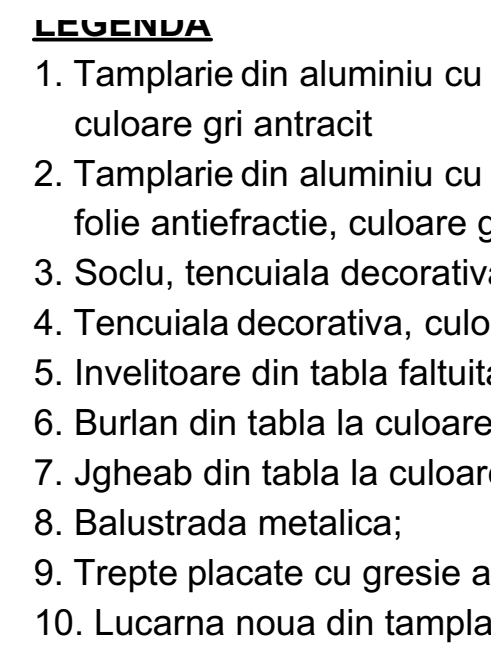 LEGENDA
1. Tamplarie din aluminiu cu
culoare gri antracit
2. Tamplarie din aluminiu cu
folie antiefractie, culoare
3. Soclu, tencuiala
4. Tencuiala decorativa,
5. Invelitoare din tabla
6. Burlan din tabla la culoare
7. Jgheab din tabla la
8. Balustrada metalica;
9. Trepte placate cu gresie
10. Lucarna noua din